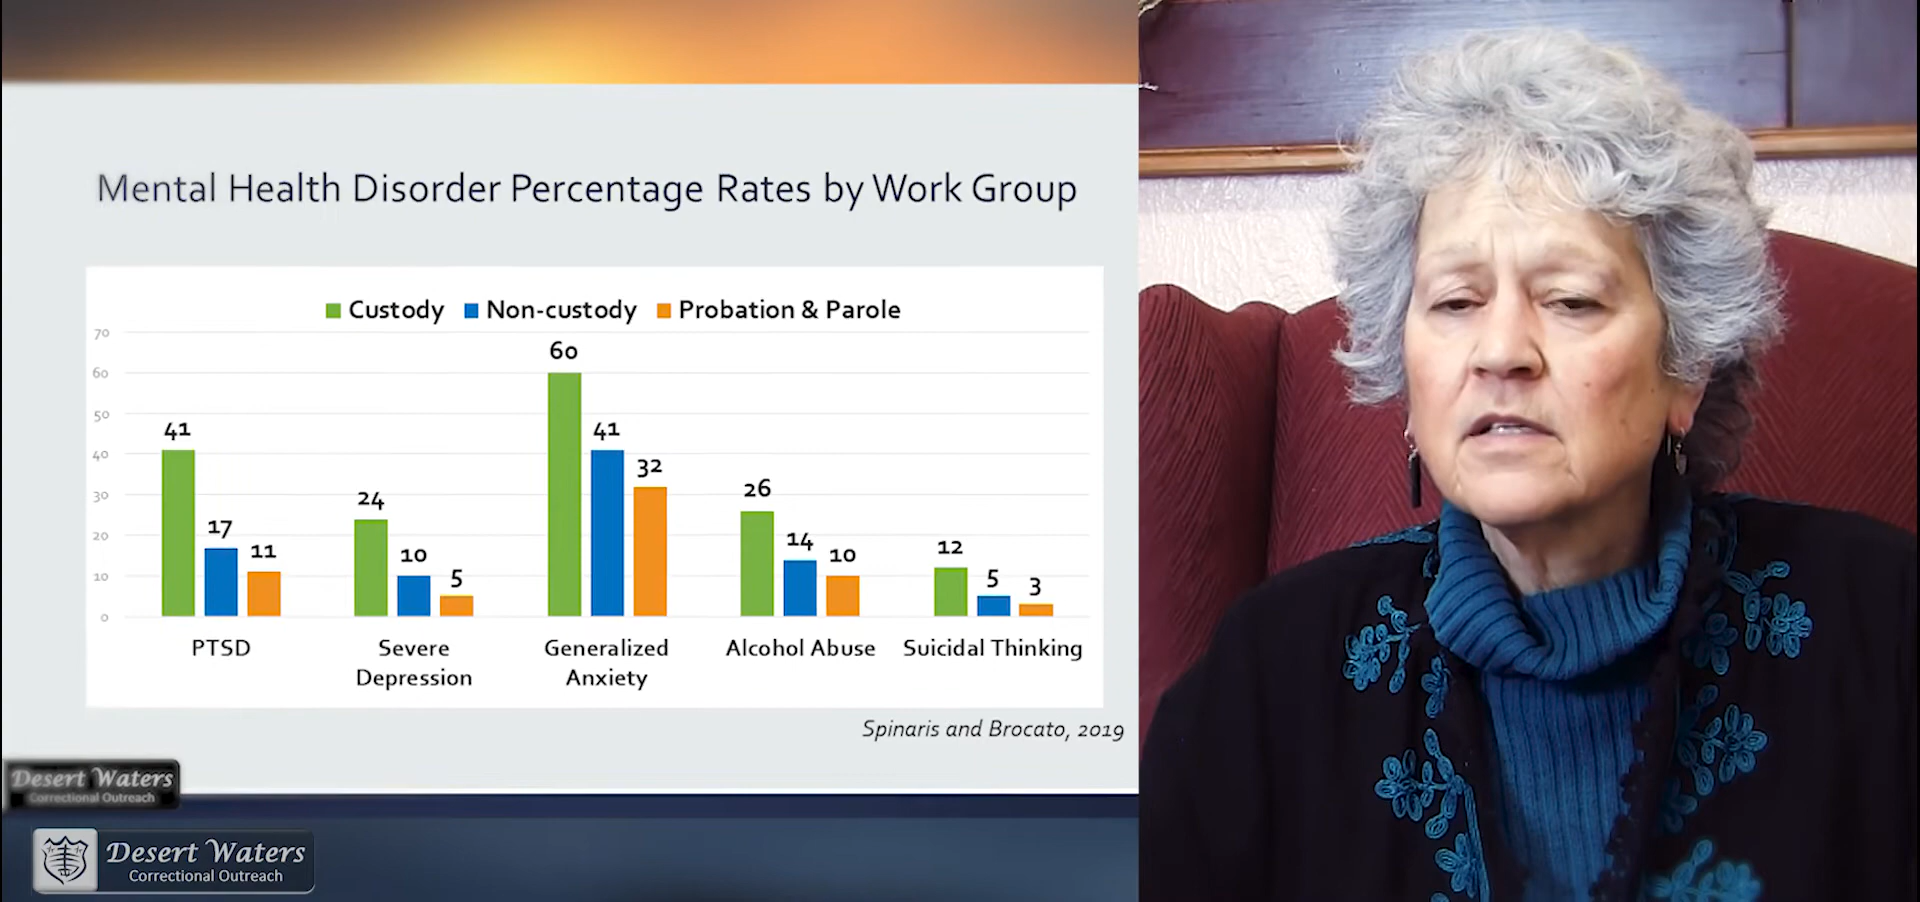 Mental Health Disorder Percentage Rates by Work Group
Custody Non-custody Probation & Parole
70
60
50
40
30
20
10
0
41
17
11
24
10
5
60
41
32
26
14
10
12
5
3
PTSD
Severe
Depression
Generalized
Anxiety
Alcohol Abuse
Suicidal Thinking
Spinaris and Brocato, 2019
Desert Waters
Correctional Outreach
Desert Waters
Correctional Outreach